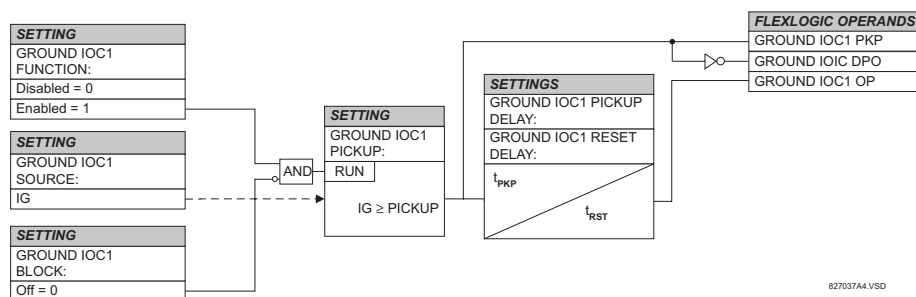 SETTING
GROUND IOC1
FUNCTION:
Disabled = 0
Enabled = 1
SETTING
GROUND IOC1
SOURCE:
IG
SETTING
GROUND IOC1
BLOCK:
Off = 0
AND
SETTING
GROUND IOC1
PICKUP:
RUN
IG ≥ PICKUP
SETTINGS
GROUND IOC1 PICKUP
DELAY:
GROUND IOC1 RESET
DELAY:
tPKP
tRST
FLEXLOGIC OPERANDS
GROUND IOC1 PKP
GROUND IOIC DPO
GROUND IOC1 OP
827037A4.VSD